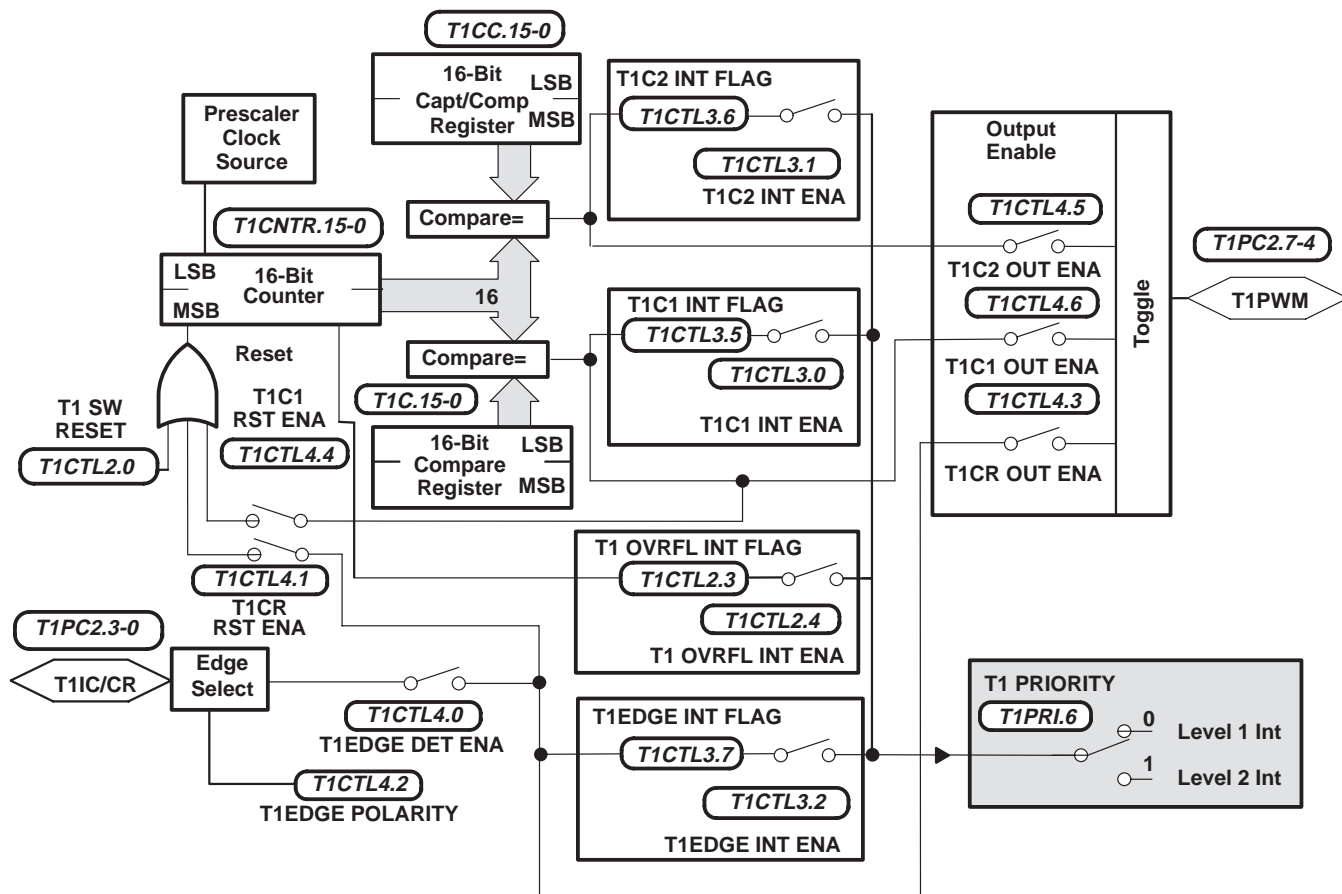 T1CC.15-0
16-Bit
Capt/Comp
Register
LSB
MSB
Prescaler
Clock
Source
T1CNTR.15-0
LSB
MSB
16-Bit
Counter
Compare=
16
Compare=
Reset
T1 SW
RESET
T1CTL2.0
T1C1
RST ENA
T1CTL4.4
T1C.15-0
16-Bit
Compare
Register
LSB
MSB
T1C2 INT FLAG
T1CTL3.6
T1CTL3.1
T1C2 INT ENA
T1C1 INT FLAG
T1CTL3.5
T1CTL3.0
T1C1 INT ENA
Output
Enable
T1CTL4.5
T1C2 OUT ENA
T1CTL4.6
T1C1 OUT ENA
T1CTL4.3
T1CR OUT ENA
Toggle
T1PC2.7-4
T1PWM
T1CTL4.1
T1CR
RST ENA
T1 OVRFL INT FLAG
T1CTL2.3
T1CTL2.4
T1 OVRFL INT ENA
T1PC2.3-0
T1IC/CR
Edge
Select
T1CTL4.0
T1EDGE DET ENA
T1CTL4.2
T1EDGE POLARITY
T1EDGE INT FLAG
T1CTL3.7
T1CTL3.2
T1EDGE INT ENA
T1 PRIORITY
T1PRI.6
0
Level 1 Int
1
Level 2 Int